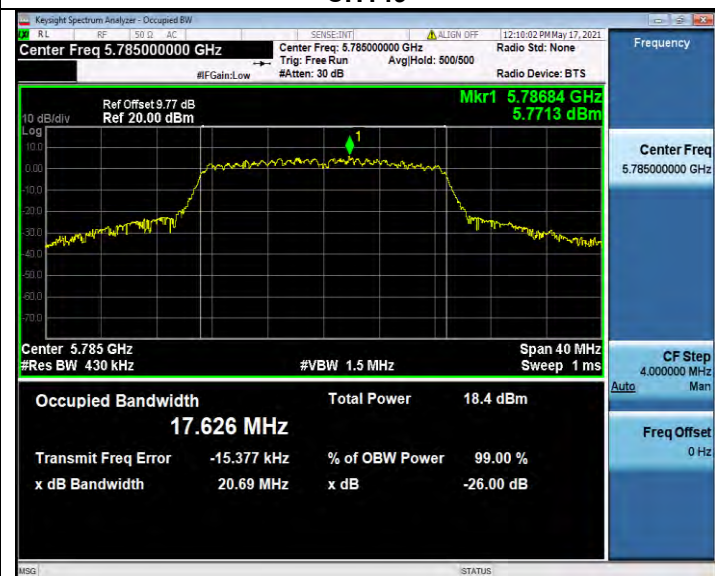 Keysight Spectrum Analyzer - Occupied BW
RL RF 50 Ω AC SENSE:INT ALIGN OFF 12:10:02 PM May 17, 2021
Center Freq 5.785000000 GHz
Center Freq: 5.785000000 GHz
Radio Std: None
Trig: Free Run Avg|Hold: 500/500
#IFGain:Low #Atten: 30 dB Radio Device: BTS
Frequency
Mkr1 5.78684 GHz
5.7713 dBm
Ref Offset 9.77 dB
10 dB/div Ref 20.00 dBm
Log
10.0
0.00
-10.0
-20.0
-30.0
-40.0
-50.0
-60.0
-70.0
1
Center Freq
5.785000000 GHz
Center 5.785 GHz Span 40 MHz
#Res BW 430 kHz #VBW 1.5 MHz Sweep 1 ms
CF Step
4.000000 MHz
Auto Man
Freq Offset
0 Hz
Occupied Bandwidth Total Power 18.4 dBm
17.626 MHz
Transmit Freq Error -15.377 kHz % of OBW Power 99.00 %
x dB Bandwidth 20.69 MHz x dB -26.00 dB
MSG STATUS